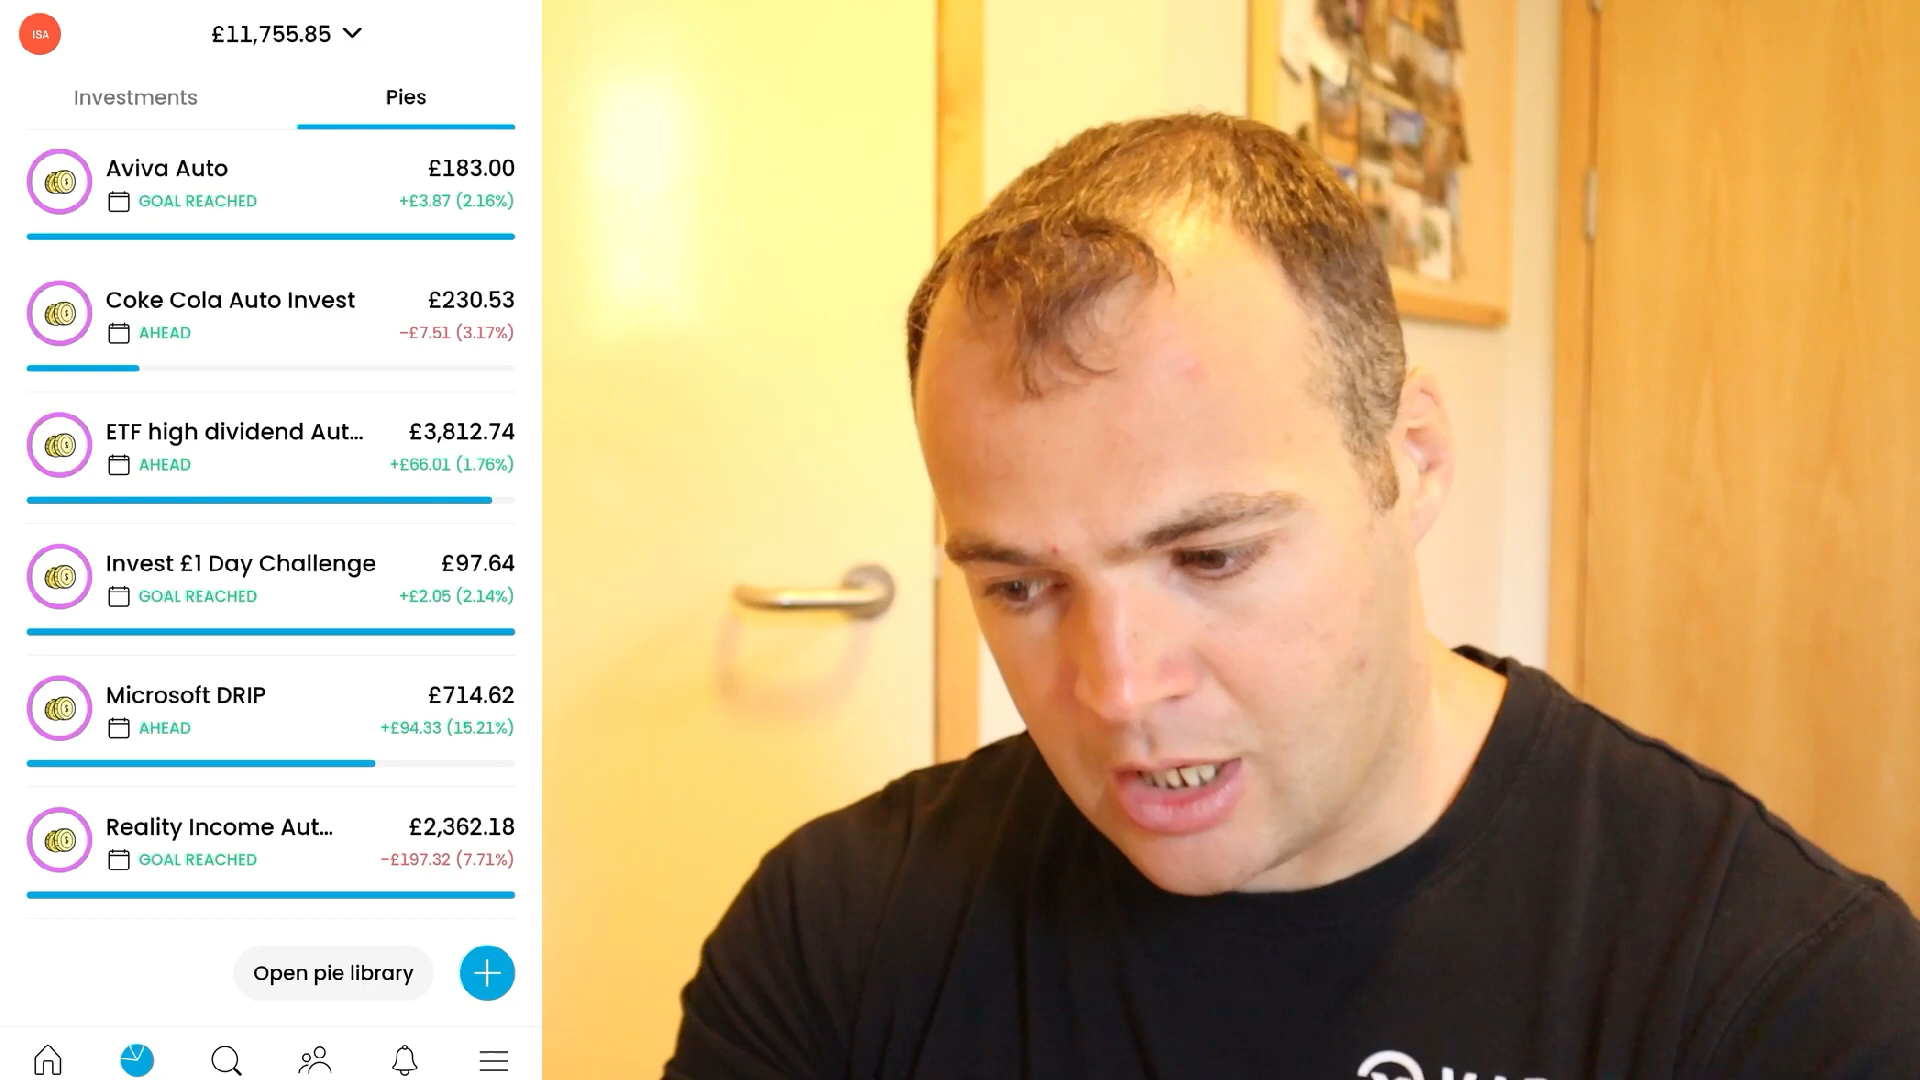 ISA
£11,755.85
Investments
Pies
Aviva Auto
£183.00
GOAL REACHED
+£3.87 (2.16%)
Coke Cola Auto Invest
£230.53
AHEAD
−£7.51 (3.17%)
ETF high dividend Aut...
£3,812.74
AHEAD
+£66.01 (1.76%)
Invest £1 Day Challenge
£97.64
GOAL REACHED
+£2.05 (2.14%)
Microsoft DRIP
£714.62
AHEAD
+£94.33 (15.21%)
Reality Income Aut...
£2,362.18
GOAL REACHED
−£197.32 (7.71%)
Open pie library